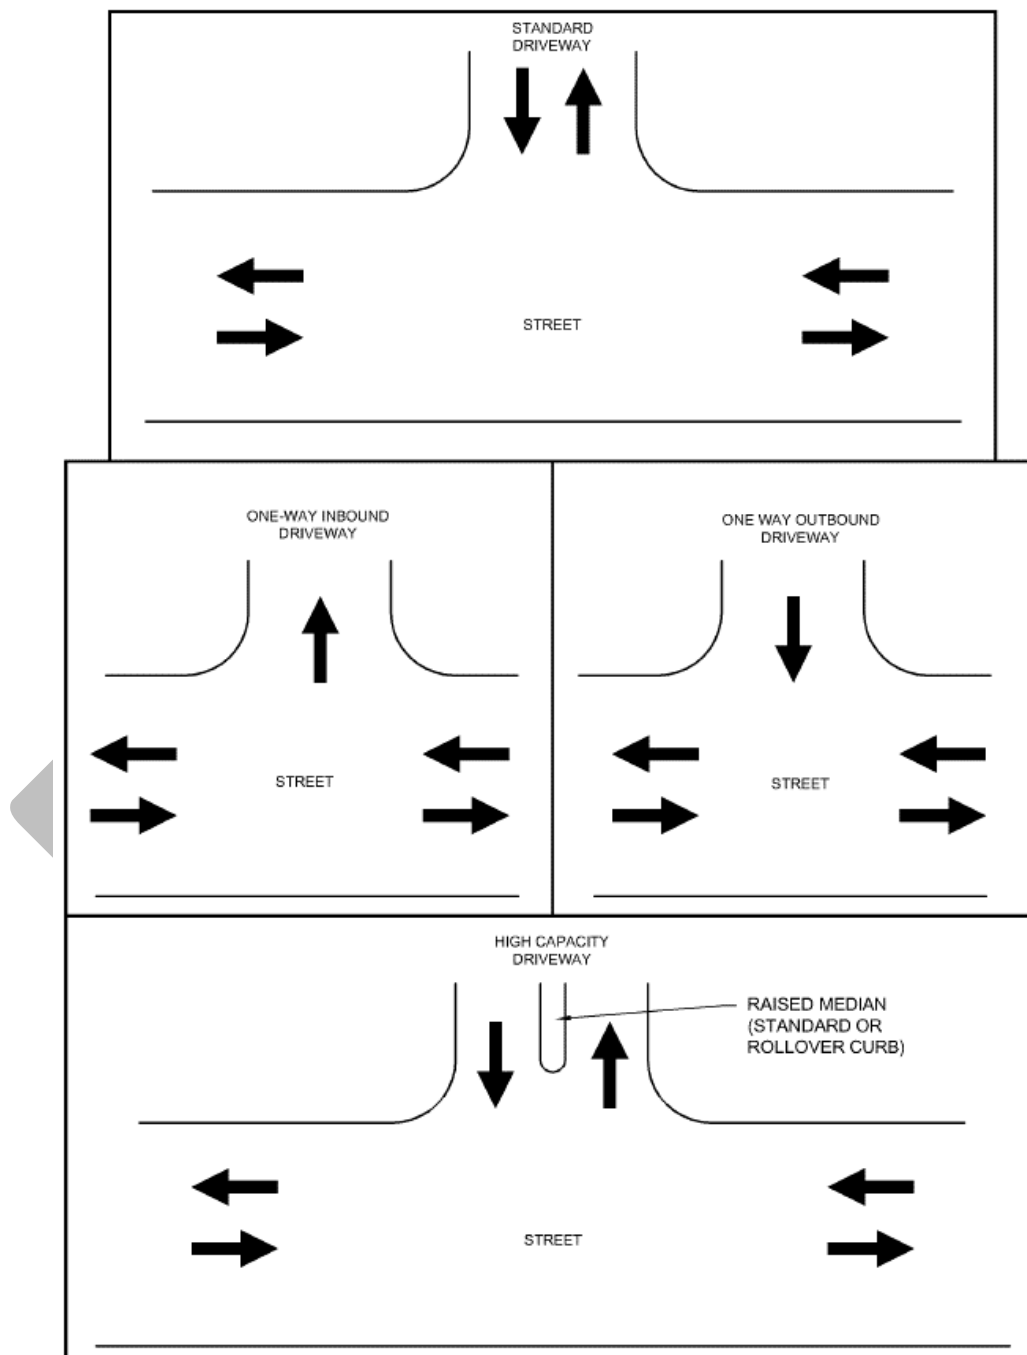 STANDARD
DRIVEWAY
STREET
ONE-WAY INBOUND
DRIVEWAY
STREET
ONE WAY OUTBOUND
DRIVEWAY
STREET
HIGH CAPACITY
DRIVEWAY
RAISED MEDIAN
(STANDARD OR
ROLLOVER CURB)
STREET